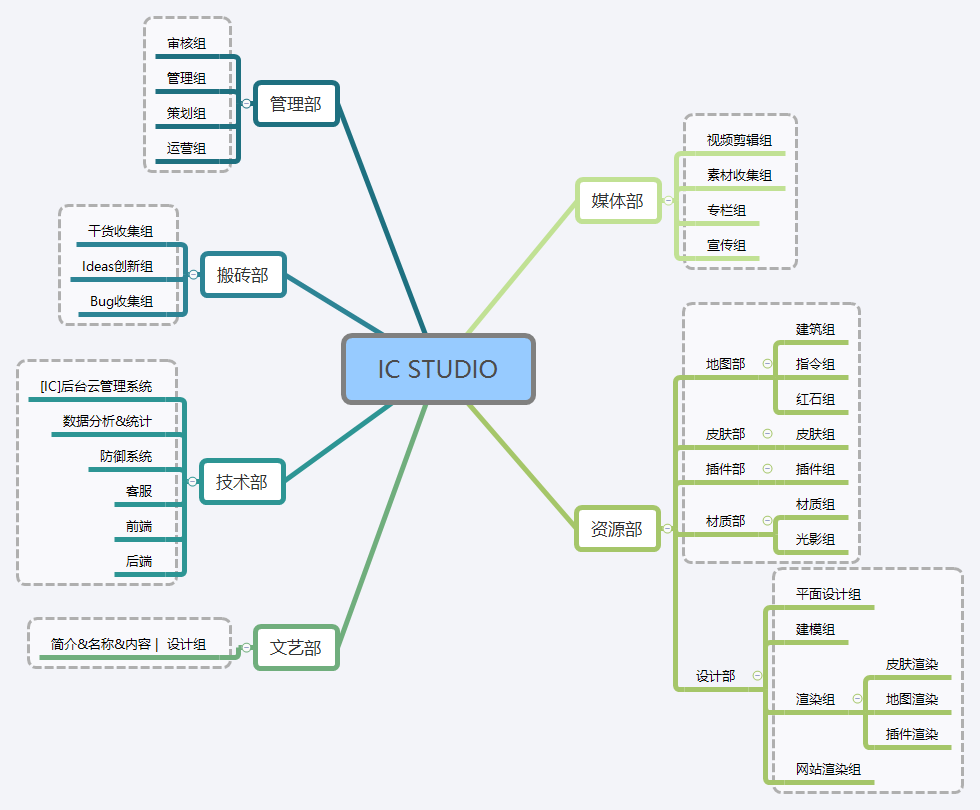 IC STUDIO
管理部
审核组
管理组
策划组
运营组
搬砖部
干货收集组
Ideas创新组
Bug收集组
技术部
[IC]后台云管理系统
数据分析&统计
防御系统
客服
前端
后端
文艺部
简介&名称&内容 | 设计组
媒体部
视频剪辑组
素材收集组
专栏组
宣传组
资源部
地图部
建筑组
指令组
红石组
皮肤部
皮肤组
插件部
插件组
材质部
材质组
光影组
设计部
平面设计组
建模组
渲染组
皮肤渲染
地图渲染
插件渲染
网站渲染组